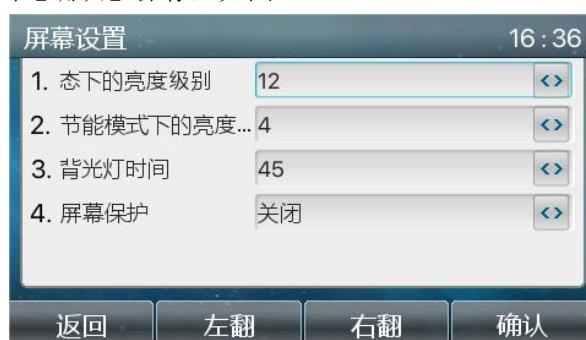 屏幕设置 16:36
1. 态下的亮度级别 12
2. 节能模式下的亮度... 4
3. 背光灯时间 45
4. 屏幕保护 关闭
返回 左翻 右翻 确认